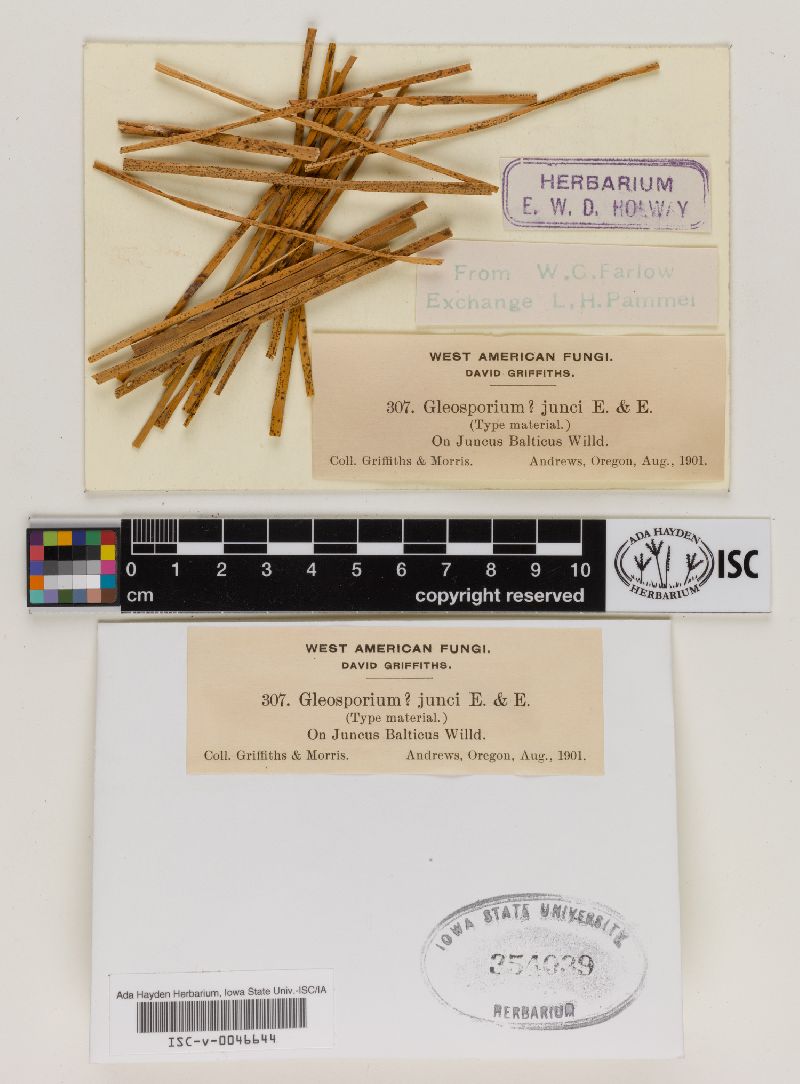 HERBARIUM
E. W. D. HOLWAY
From W.G.Farlow
Exchange L.H.Pammel
WEST AMERICAN FUNGI.
DAVID GRIFFITHS.
307. Gleosporium? junci E. & E.
(Type material.)
On Juncus Balticus Willd.
Coll. Griffiths & Morris. Andrews, Oregon, Aug., 1901.
0 1 2 3 4 5 6 7 8 9 10
cm copyright reserved
ADA HAYDEN
HERBARIUM
ISC
WEST AMERICAN FUNGI.
DAVID GRIFFITHS.
307. Gleosporium? junci E. & E.
(Type material.)
On Juncus Balticus Willd.
Coll. Griffiths & Morris. Andrews, Oregon, Aug., 1901.
IOWA STATE UNIVERSITY
354039
HERBARIUM
Ada Hayden Herbarium, Iowa State Univ.-ISC/IA
ISC-v-0046644